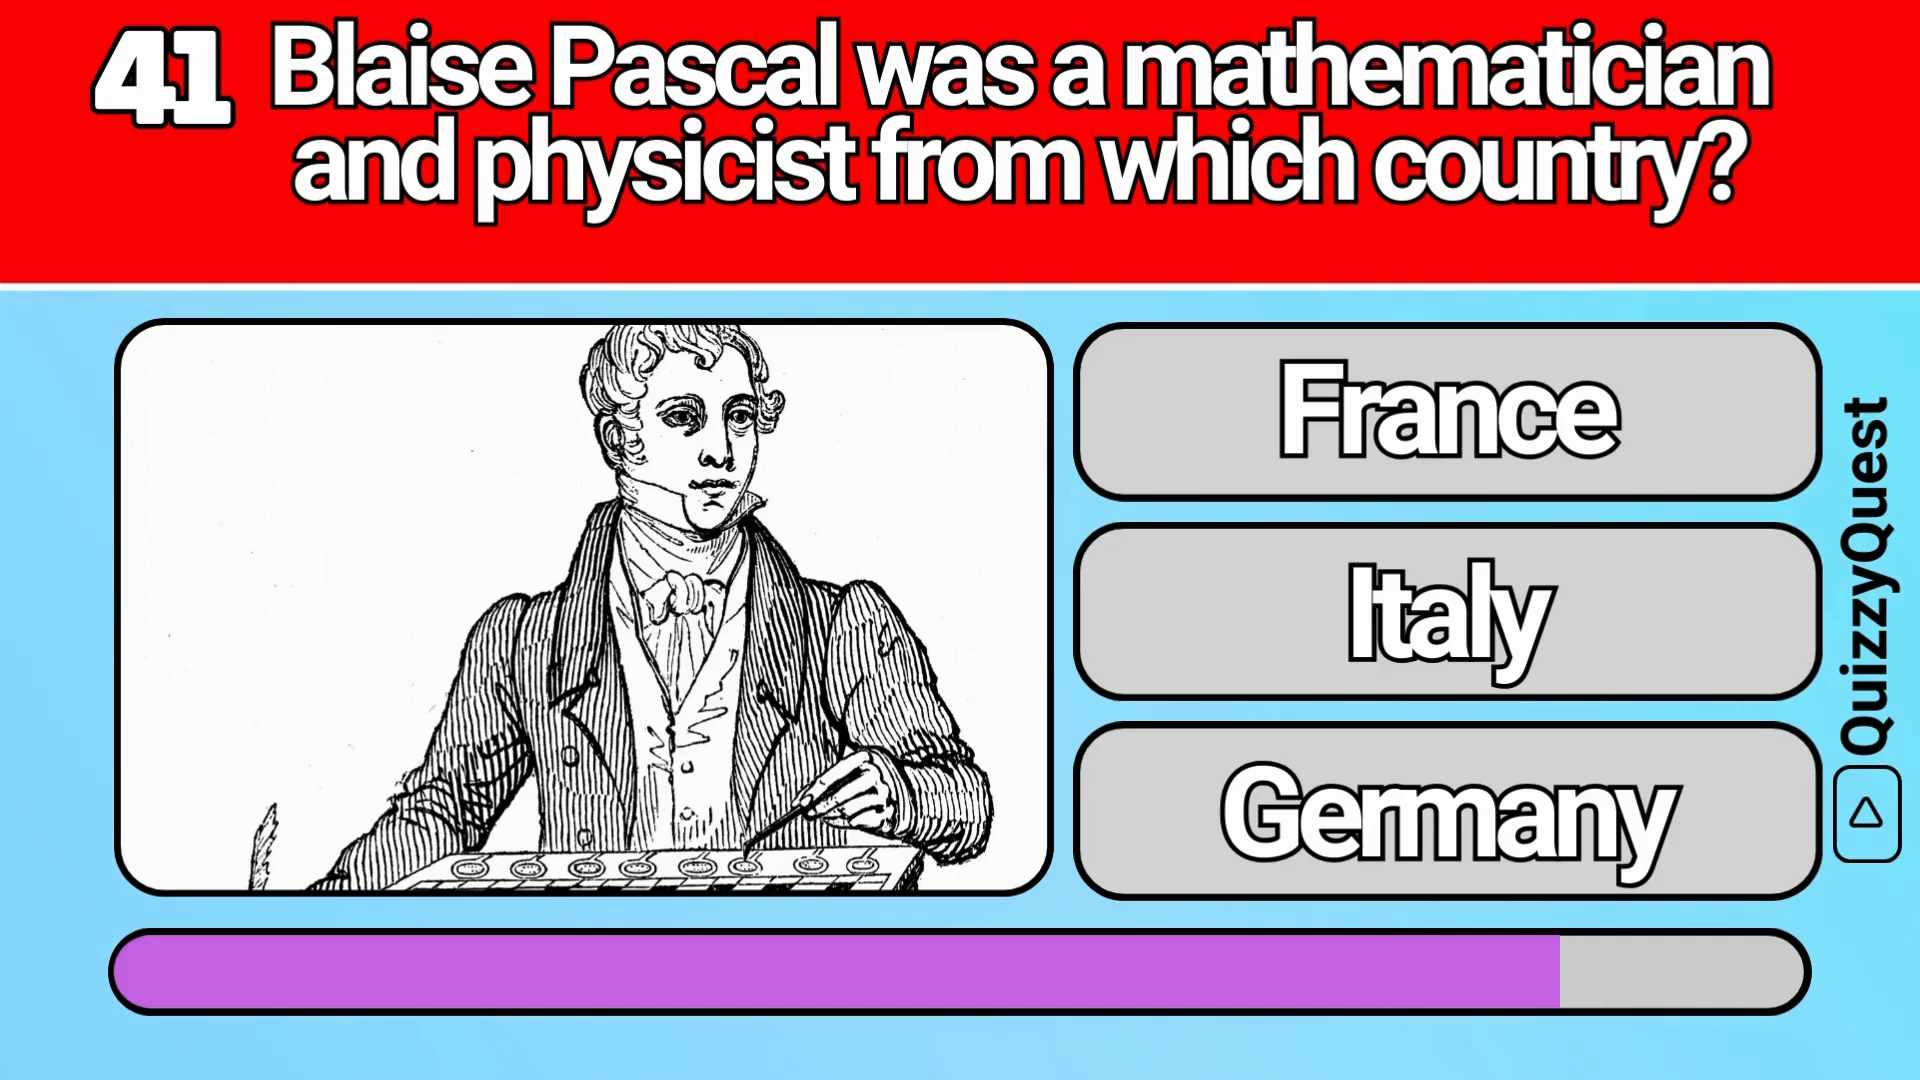 41 Blaise Pascal was a mathematician
and physicist from which country?
France
Italy
Germany
QuizzyQuest